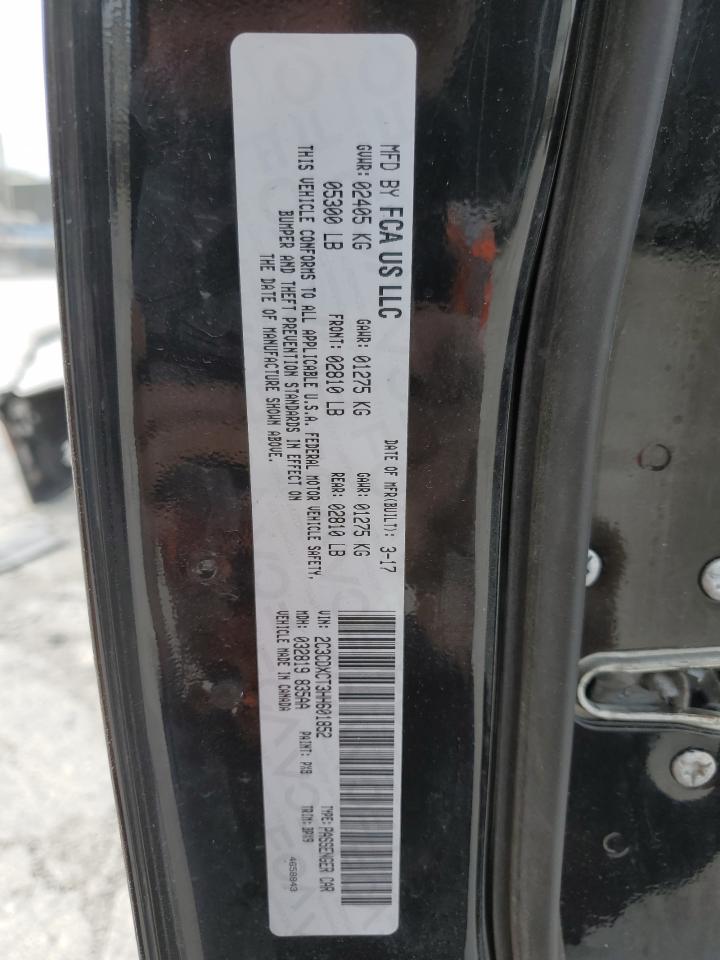 MFD BY FCA US LLC
DATE OF MFR(BUILT): 3-17
GVWR: 02405 KG GAWR: 01275 KG GAWR: 01275 KG
05300 LB FRONT: 02810 LB REAR: 02810 LB
THIS VEHICLE CONFORMS TO ALL APPLICABLE U.S.A. FEDERAL MOTOR VEHICLE SAFETY,
BUMPER AND THEFT PREVENTION STANDARDS IN EFFECT ON
THE DATE OF MANUFACTURE SHOWN ABOVE.
VIN: 2C3CDXCT3HH601852 TYPE: PASSENGER CAR
MDH: 032819 835AA PAINT: PX8 TRIM:
VEHICLE MADE IN CANADA 4658843